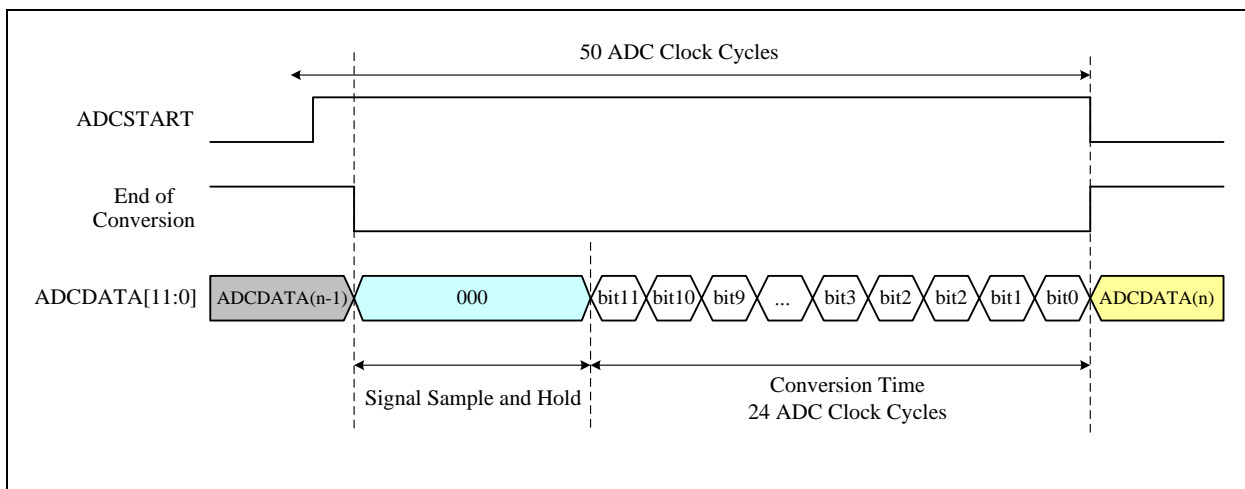 50 ADC Clock Cycles
ADCSTART
End of
Conversion
ADCDATA[11:0]
ADCDATA(n-1)
000
bit11
bit10
bit9
...
bit3
bit2
bit2
bit1
bit0
ADCDATA(n)
Signal Sample and Hold
Conversion Time
24 ADC Clock Cycles